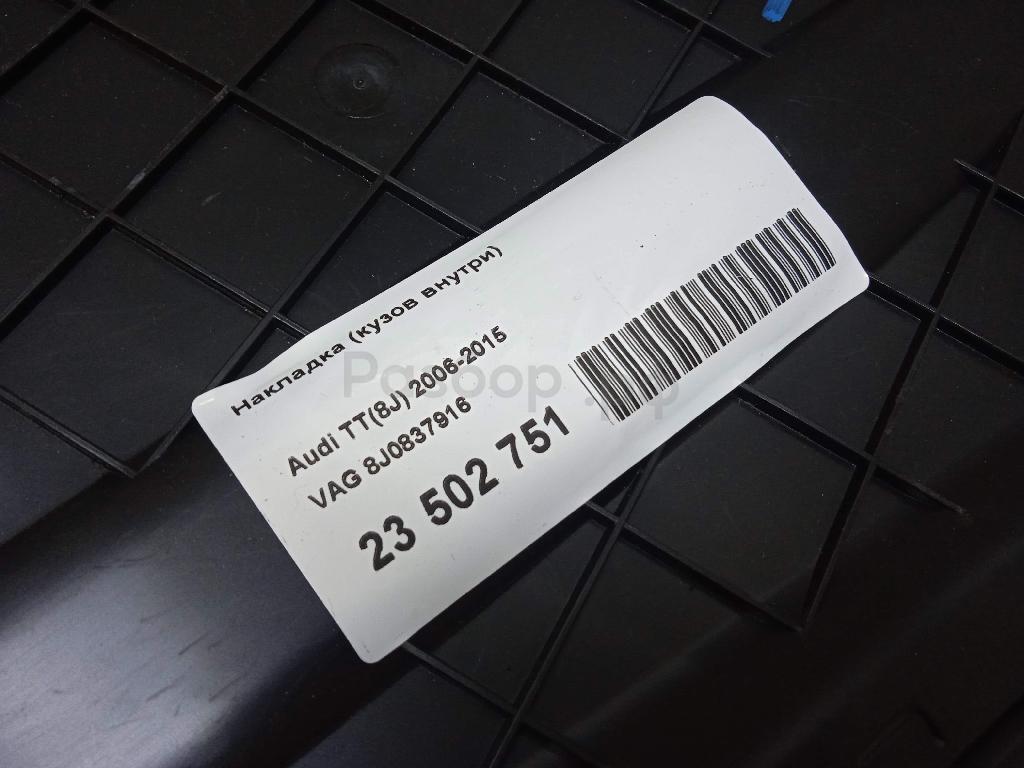 Накладка (кузов внутри)
Audi TT(8J) 2006-2015
VAG 8J0837916
23 502 751